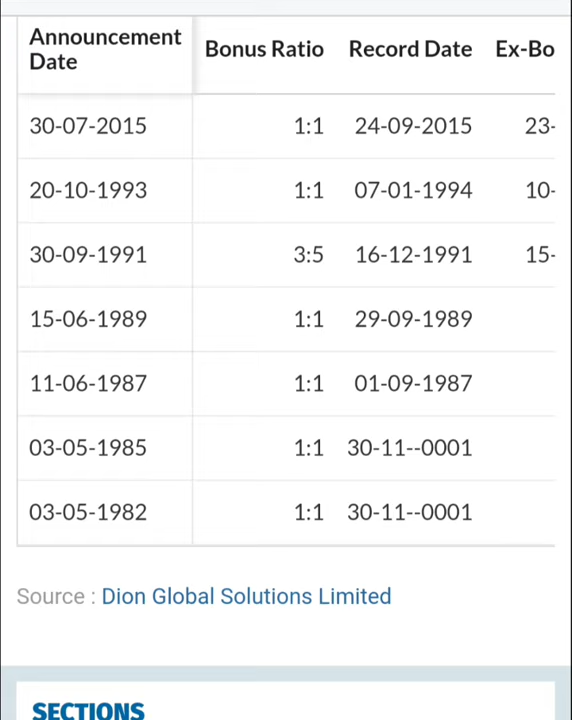 Announcement Date Bonus Ratio Record Date Ex-Bo
30-07-2015 1:1 24-09-2015 23-
20-10-1993 1:1 07-01-1994 10-
30-09-1991 3:5 16-12-1991 15-
15-06-1989 1:1 29-09-1989
11-06-1987 1:1 01-09-1987
03-05-1985 1:1 30-11--0001
03-05-1982 1:1 30-11--0001
Source : Dion Global Solutions Limited
SECTIONS